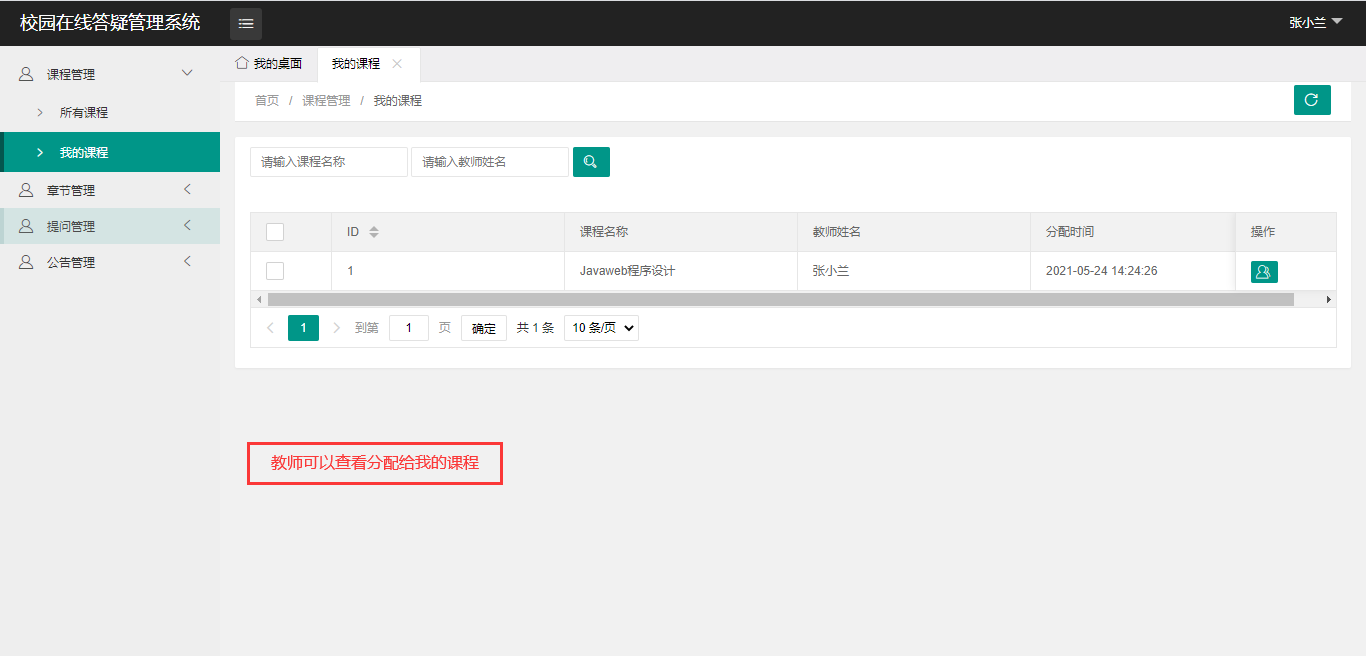 校园在线答疑管理系统
张小兰
课程管理
所有课程
我的课程
章节管理
提问管理
公告管理
我的桌面
我的课程
首页 / 课程管理 / 我的课程
请输入课程名称
请输入教师姓名
ID 课程名称 教师姓名 分配时间 操作
1 Javaweb程序设计 张小兰 2021-05-24 14:24:26
1 到第 1 页 确定 共 1 条 10 条/页
教师可以查看分配给我的课程